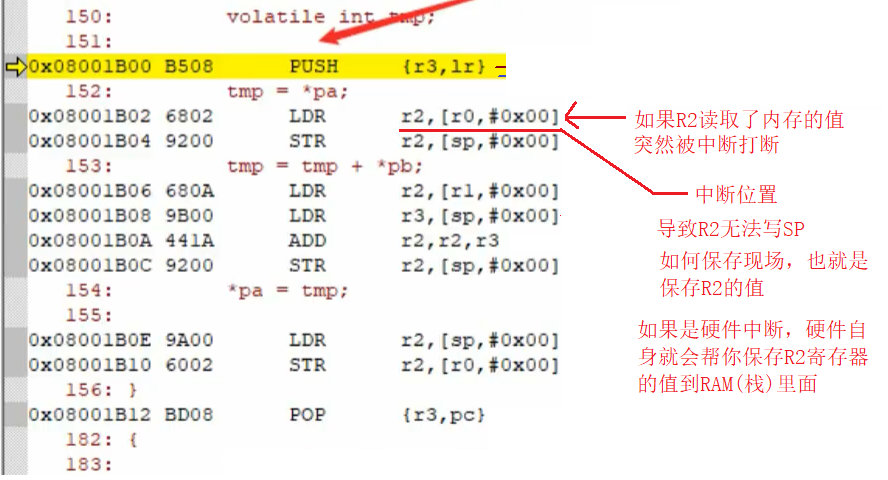 150:        volatile int tmp;
151:
0x08001B00 B508      PUSH     {r3,lr}
152:        tmp = *pa;
0x08001B02 6802      LDR      r2,[r0,#0x00]
如果R2读取了内存的值
突然被中断打断
0x08001B04 9200      STR      r2,[sp,#0x00]
153:        tmp = tmp + *pb;
0x08001B06 680A      LDR      r2,[r1,#0x00]
中断位置
0x08001B08 9B00      LDR      r3,[sp,#0x00]
导致R2无法写SP
0x08001B0A 441A      ADD      r2,r2,r3
0x08001B0C 9200      STR      r2,[sp,#0x00]
如何保存现场，也就是
保存R2的值
154:        *pa = tmp;
155:
0x08001B0E 9A00      LDR      r2,[sp,#0x00]
0x08001B10 6002      STR      r2,[r0,#0x00]
如果是硬件中断，硬件自
身就会帮你保存R2寄存器
的值到RAM(栈)里面
156: }
0x08001B12 BD08      POP      {r3,pc}
182: {
183: